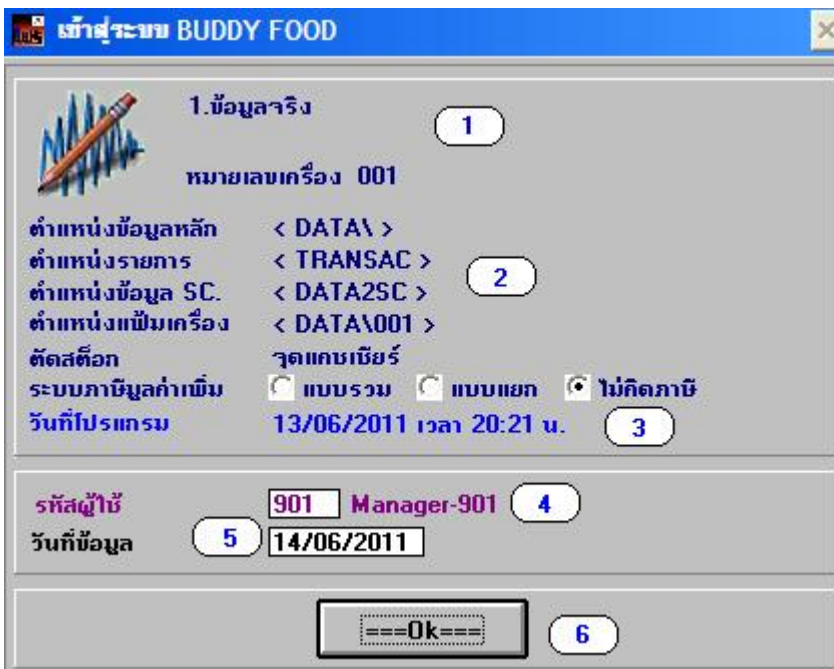 เข้าสู่ระบบ BUDDY FOOD
1.ข้อมูลจริง 1
หมายเลขเครื่อง 001
ตำแหน่งข้อมูลหลัก < DATA\ >
ตำแหน่งรายการ < TRANSAC > 2
ตำแหน่งข้อมูล SC. < DATA2SC >
ตำแหน่งแฟ้มเครื่อง < DATA\001 >
ตัดสต็อก จุดแคชเชียร์
ระบบภาษีมูลค่าเพิ่ม แบบรวม แบบแยก ไม่คิดภาษี
วันที่โปรแกรม 13/06/2011 เวลา 20:21 น. 3
รหัสผู้ใช้ 901 Manager-901 4
วันที่ข้อมูล 5 14/06/2011
===Ok=== 6